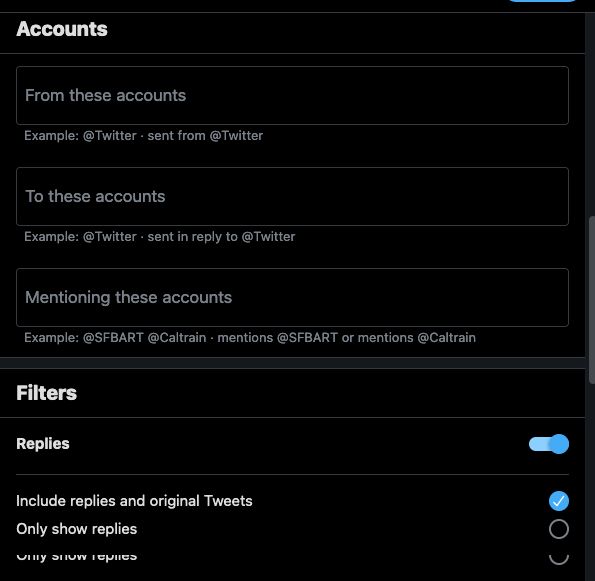 Accounts
From these accounts
Example: @Twitter · sent from @Twitter
To these accounts
Example: @Twitter · sent in reply to @Twitter
Mentioning these accounts
Example: @SFBART @Caltrain · mentions @SFBART or mentions @Caltrain
Filters
Replies
Include replies and original Tweets
Only show replies
Only show replies